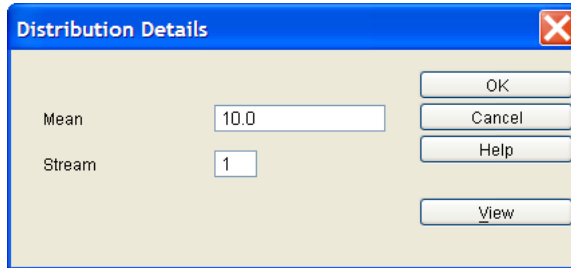 Distribution Details
OK
Mean 10.0 Cancel
Help
Stream 1
View